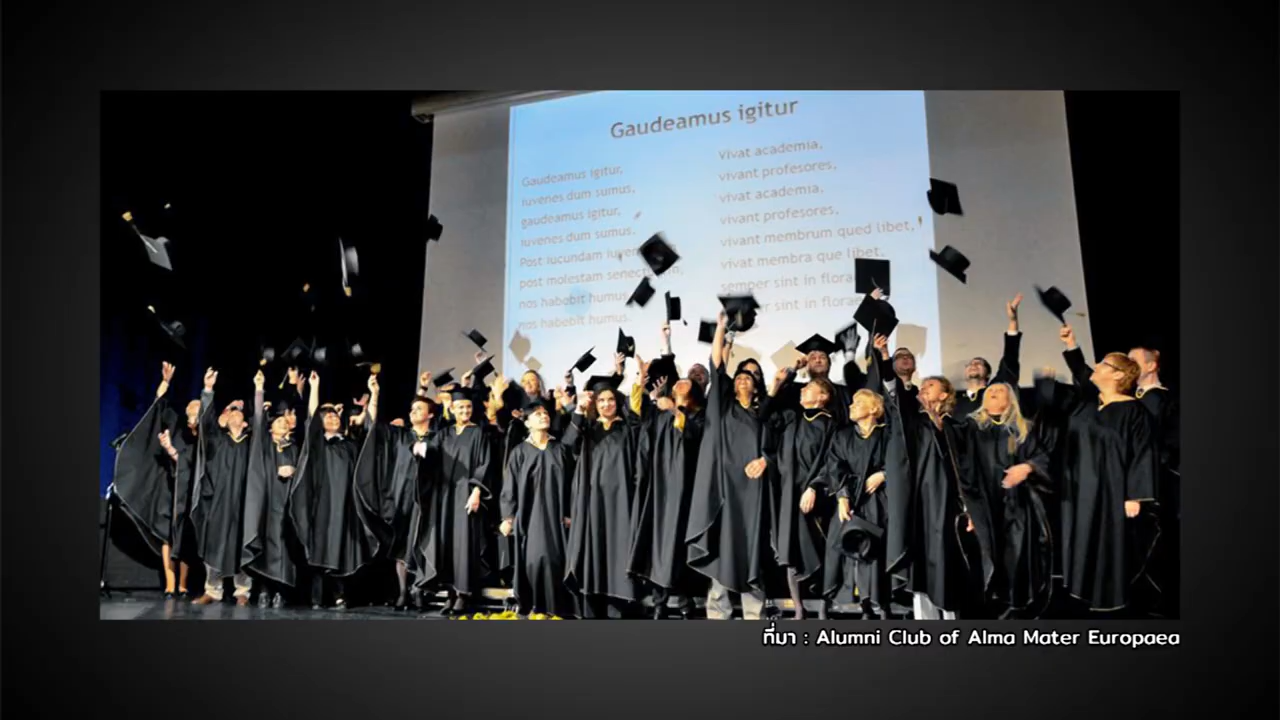 Gaudeamus igitur
Gaudeamus igitur,
iuvenes dum sumus,
gaudeamus igitur,
iuvenes dum sumus.
Post iucundam
post molestam
nos habebit humus
nos habebit humus.
Vivat academia,
vivant profesores,
vivat academia,
vivant profesores,
vivant membrum qued libet,
vivat membra que libet,
semper sint in
sint in
ที่มา : Alumni Club of Alma Mater Europaea